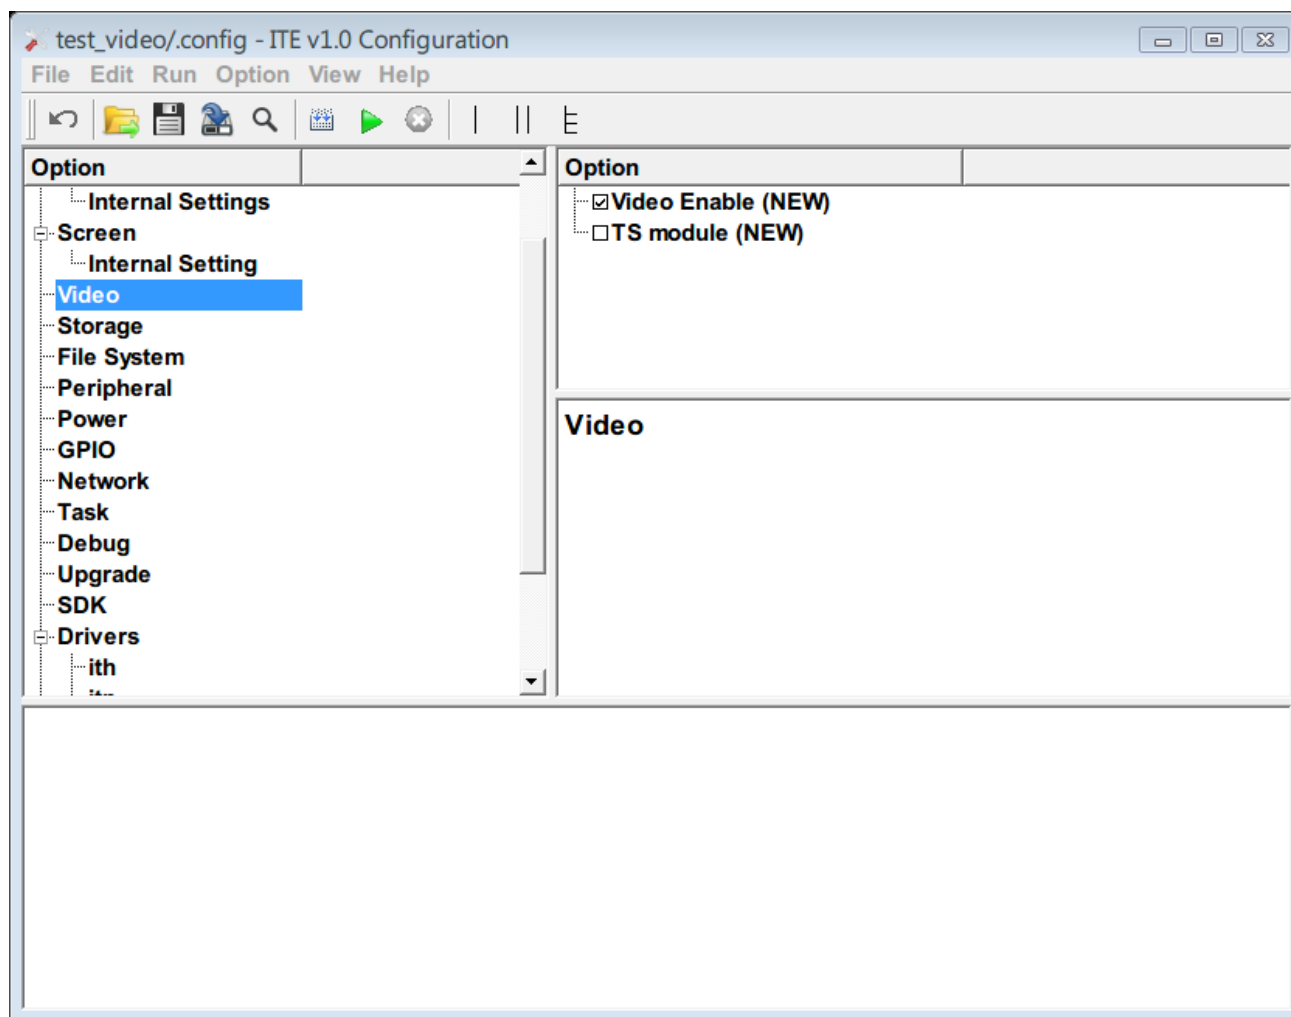 test_video/.config - ITE v1.0 Configuration
File Edit Run Option View Help
Option
Internal Settings
Screen
Internal Setting
Video
Storage
File System
Peripheral
Power
GPIO
Network
Task
Debug
Upgrade
SDK
Drivers
ith
Option
Video Enable (NEW)
TS module (NEW)
Video